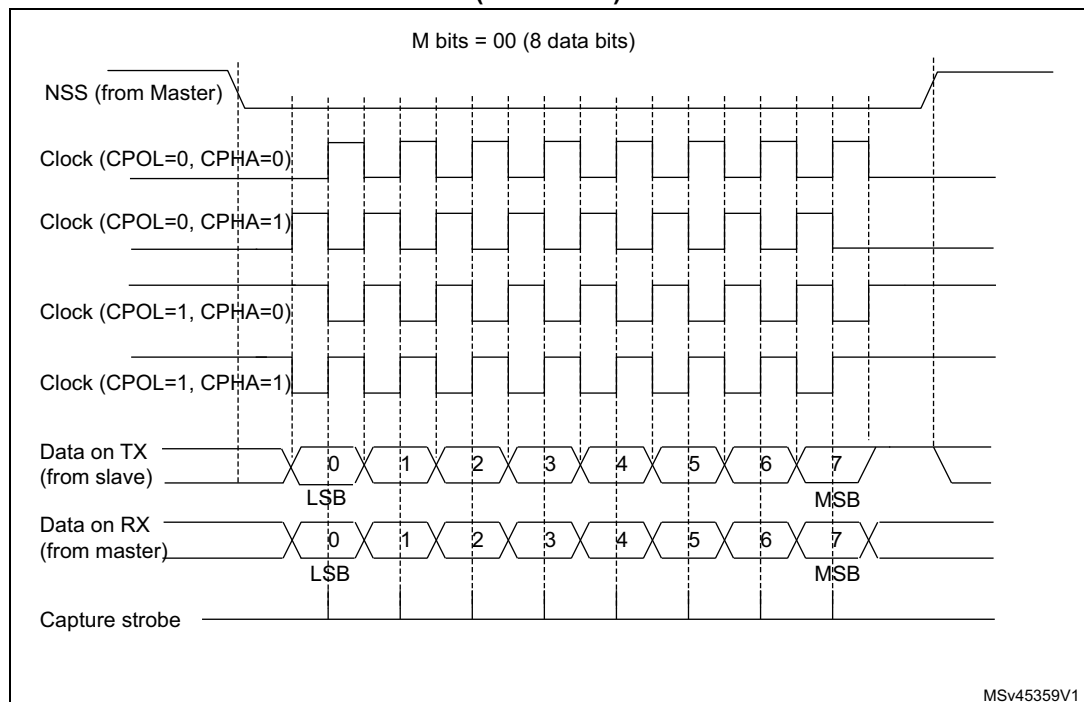 M bits = 00 (8 data bits)
NSS (from Master)
Clock (CPOL=0, CPHA=0)
Clock (CPOL=0, CPHA=1)
Clock (CPOL=1, CPHA=0)
Clock (CPOL=1, CPHA=1)
Data on TX
(from slave)
0 1 2 3 4 5 6 7
LSB MSB
Data on RX
(from master)
0 1 2 3 4 5 6 7
LSB MSB
Capture strobe
MSv45359V1